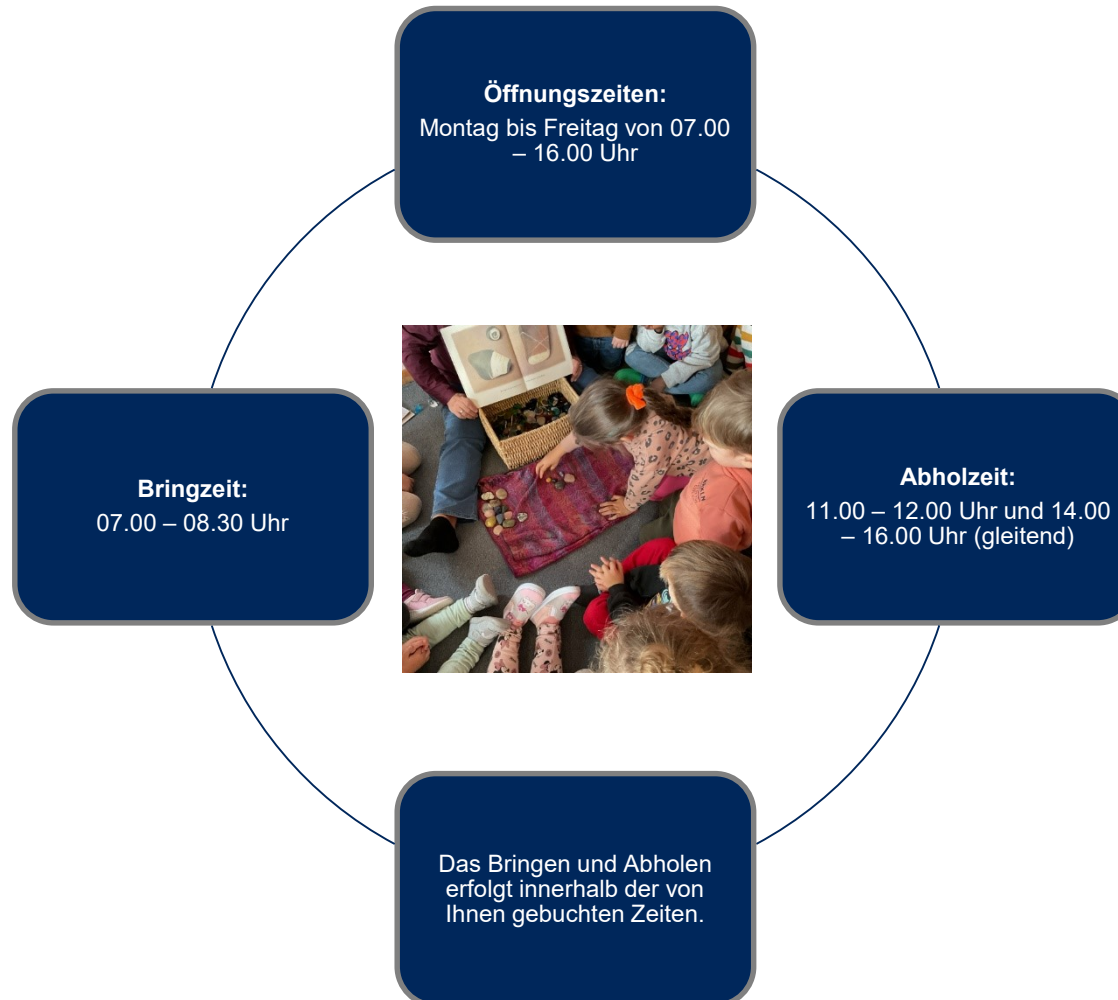 Öffnungszeiten:
Montag bis Freitag von 07.00
– 16.00 Uhr
Bringzeit:
07.00 – 08.30 Uhr
Abholzeit:
11.00 – 12.00 Uhr und 14.00
– 16.00 Uhr (gleitend)
Das Bringen und Abholen
erfolgt innerhalb der von
Ihnen gebuchten Zeiten.